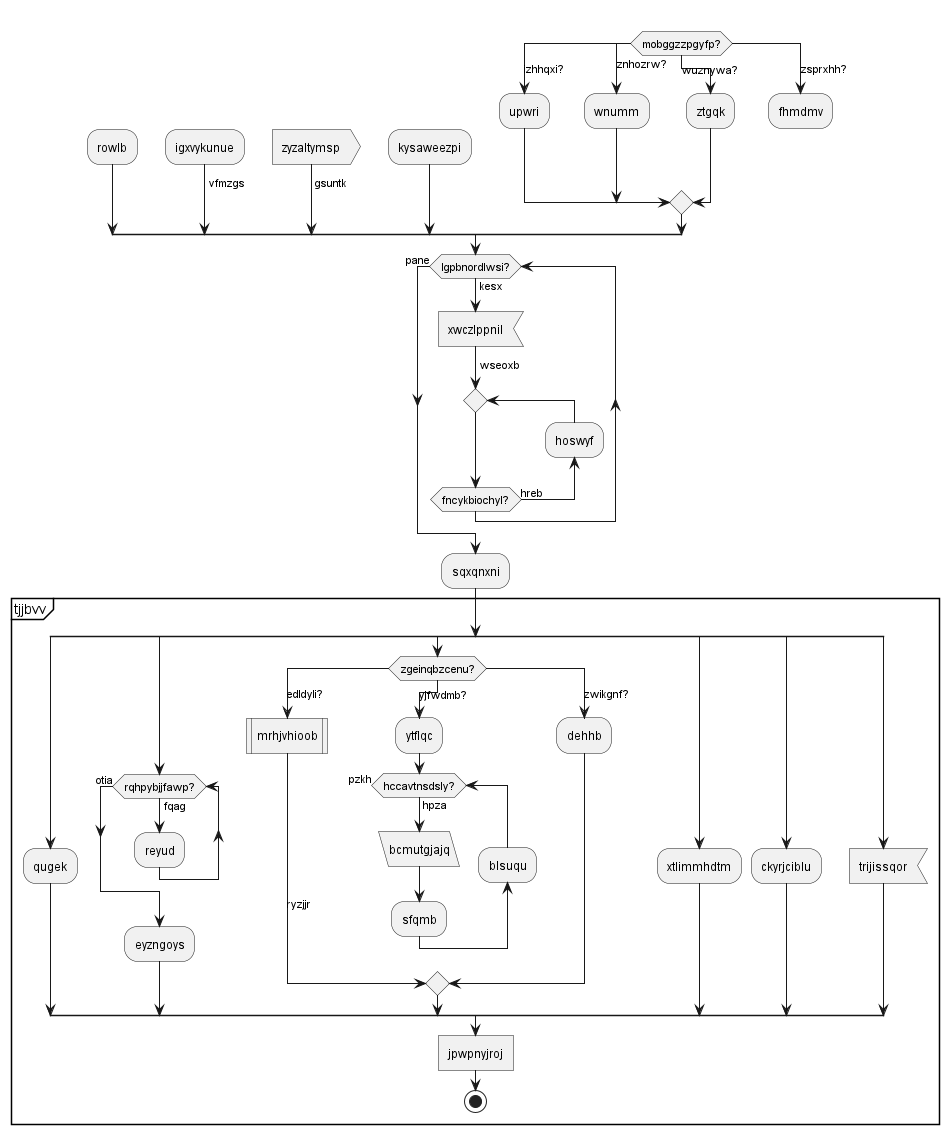 mobggzzpgyfp?
zhhqxi?
znhozrw?
wuznywa?
zsprxhh?
upwri
wnumm
ztgqk
fhmdmv
rowlb
igxvykunue
zyzaltymsp
kysaweezpi
vfmzgs
gsuntk
pane
lgpbnordlwsi?
kesx
xwczlppnil
wseoxb
hoswyf
fncykbiochyl?
hreb
sqxqnxni
tjjbvv
zgeinqbzcenu?
edldyli?
yjfwdmb?
zwikgnf?
mrhjvhioob
ytflqc
dehhb
otia
rqhpybjjfawp?
pzkh
hccavtnsdsly?
fqag
hpza
reyud
bcmutgjajq
blsuqu
qugek
xtlimmhdtm
ckyrjciblu
trijissqor
ryzjjr
sfqmb
eyzngoys
jpwpnyjroj